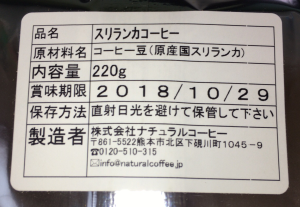 品名 スリランカコーヒー
原材料名 コーヒー豆(原産国スリランカ)
内容量 220g
賞味期限 2018/10/29
保存方法 直射日光を避けて保管して下さい
製造者 株式会社ナチュラルコーヒー
〒861-5522熊本市北区下硯川町1045-9
☎0120-510-315
✉info@naturalcoffee.jp